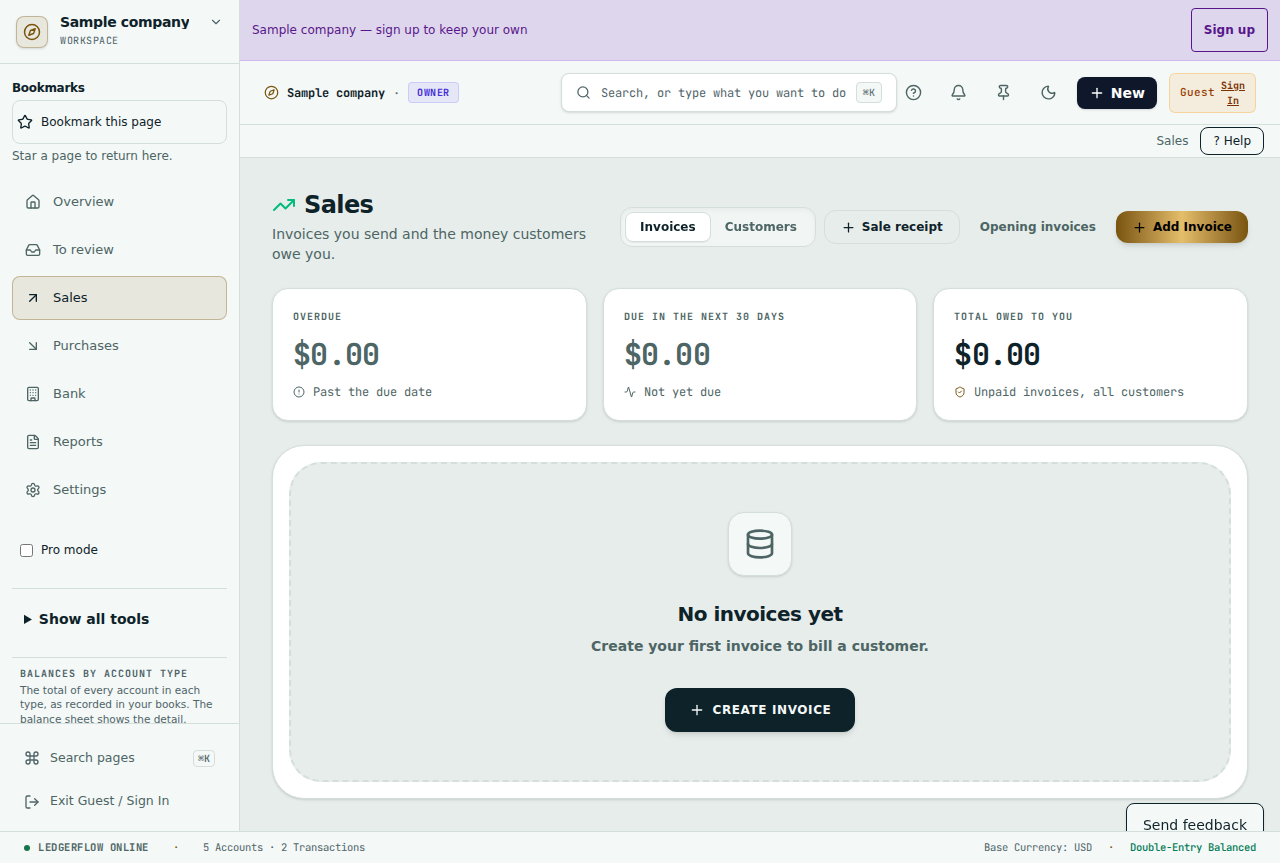 Sample company
WORKSPACE
Bookmarks
Bookmark this page
Star a page to return here.
Overview
To review
Sales
Purchases
Bank
Reports
Settings
Pro mode
Show all tools
BALANCES BY ACCOUNT TYPE
The total of every account in each
type, as recorded in your books. The
balance sheet shows the detail.
Search pages ⌘K
Exit Guest / Sign In
Sample company — sign up to keep your own
Sign up
Sample company · OWNER
Search, or type what you want to do ⌘K
New
Guest Sign In
Sales
? Help
Sales
Invoices you send and the money customers
owe you.
Invoices
Customers
Sale receipt
Opening invoices
Add Invoice
OVERDUE
$0.00
Past the due date
DUE IN THE NEXT 30 DAYS
$0.00
Not yet due
TOTAL OWED TO YOU
$0.00
Unpaid invoices, all customers
No invoices yet
Create your first invoice to bill a customer.
CREATE INVOICE
Send feedback
LEDGERFLOW ONLINE · 5 Accounts · 2 Transactions
Base Currency: USD · Double-Entry Balanced